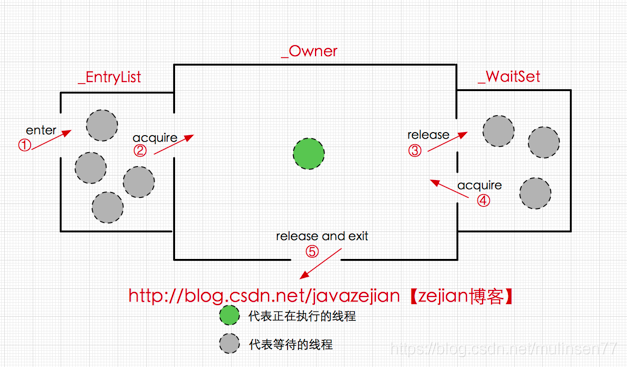 _Owner
_EntryList
_WaitSet
enter
①
acquire
②
release
③
acquire
④
release and exit
⑤
http://blog.csdn.net/javazejian【zejian博客】
代表正在执行的线程
代表等待的线程
https://blog.csdn.net/mulinsen77